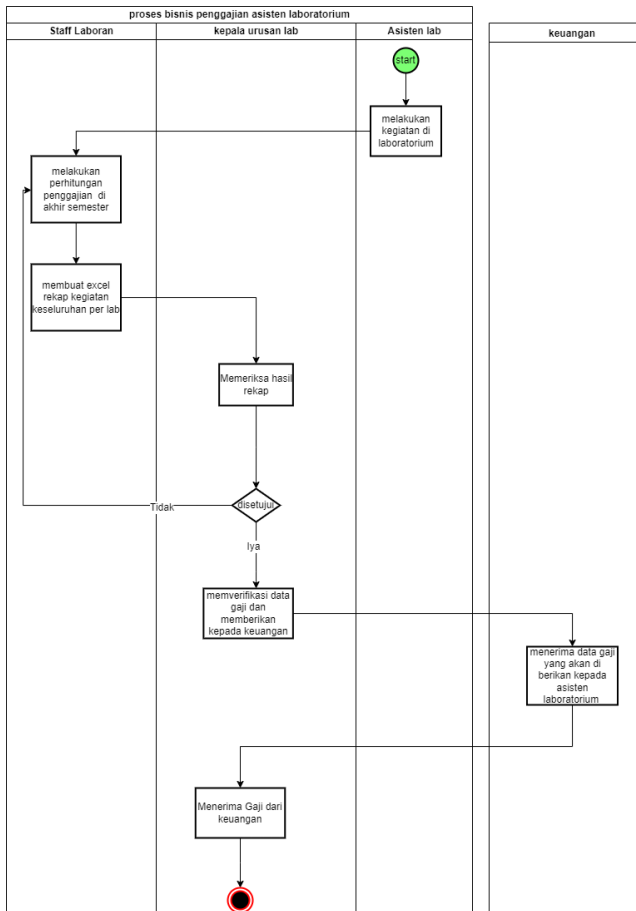 proses bisnis penggajian asisten laboratorium
Staff Laboran
kepala urusan lab
Asisten lab
keuangan
start
melakukan
kegiatan di
laboratorium
melakukan
perhitungan
penggajian di
akhir semester
membuat excel
rekap kegiatan
keseluruhan per lab
Memeriksa hasil
rekap
disetujui
Tidak
Iya
memverifikasi data
gaji dan
memberikan
kepada keuangan
menerima data gaji
yang akan di
berikan kepada
asisten
laboratorium
Menerima Gaji dari
keuangan